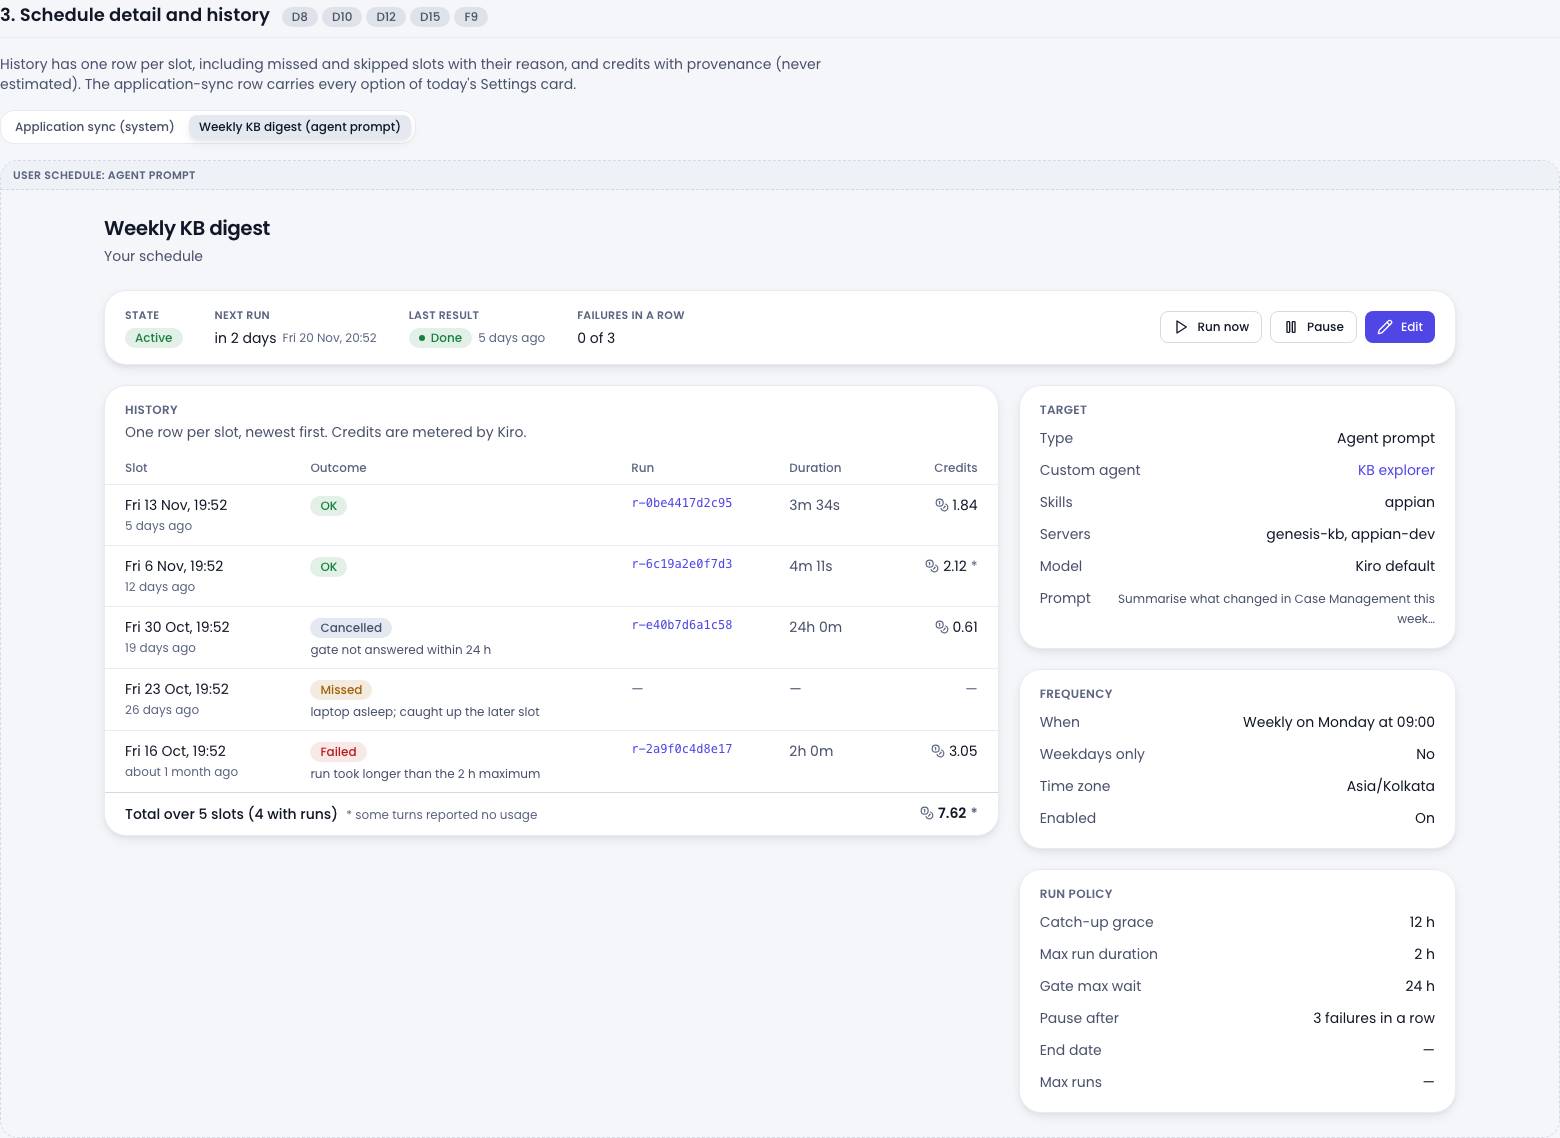 3. Schedule detail and history D8 D10 D12 D15 F9
History has one row per slot, including missed and skipped slots with their reason, and credits with provenance (never
estimated). The application-sync row carries every option of today's Settings card.
Application sync (system) Weekly KB digest (agent prompt)
USER SCHEDULE: AGENT PROMPT
Weekly KB digest
Your schedule
STATE NEXT RUN LAST RESULT FAILURES IN A ROW
Active in 2 days Fri 20 Nov, 20:52 Done 5 days ago 0 of 3
Run now Pause Edit
HISTORY
One row per slot, newest first. Credits are metered by Kiro.
Slot Outcome Run Duration Credits
Fri 13 Nov, 19:52 OK r-0be4417d2c95 3m 34s 1.84
5 days ago
Fri 6 Nov, 19:52 OK r-6c19a2e0f7d3 4m 11s 2.12 *
12 days ago
Fri 30 Oct, 19:52 Cancelled r-e40b7d6a1c58 24h 0m 0.61
19 days ago gate not answered within 24 h
Fri 23 Oct, 19:52 Missed — — —
26 days ago laptop asleep; caught up the later slot
Fri 16 Oct, 19:52 Failed r-2a9f0c4d8e17 2h 0m 3.05
about 1 month ago run took longer than the 2 h maximum
Total over 5 slots (4 with runs) * some turns reported no usage 7.62 *
TARGET
Type Agent prompt
Custom agent KB explorer
Skills appian
Servers genesis-kb, appian-dev
Model Kiro default
Prompt Summarise what changed in Case Management this
week…
FREQUENCY
When Weekly on Monday at 09:00
Weekdays only No
Time zone Asia/Kolkata
Enabled On
RUN POLICY
Catch-up grace 12 h
Max run duration 2 h
Gate max wait 24 h
Pause after 3 failures in a row
End date —
Max runs —